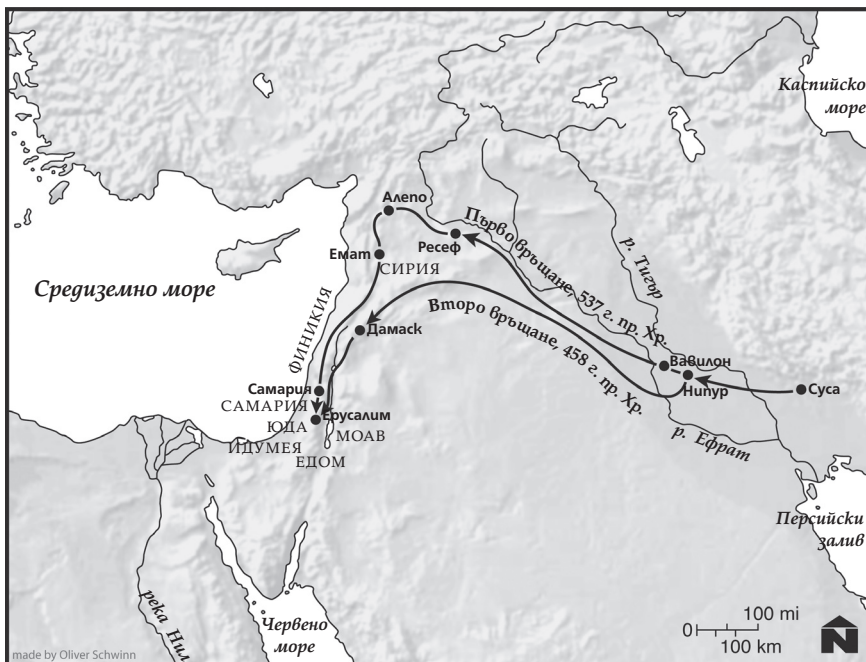 Каспийско
море
Алепо
Ресеф
Емат
СИРИЯ
Първо връщане, 537 г. пр. Хр.
р. Тигър
Средиземно море
ФИНИКИЯ
Второ връщане, 458 г. пр. Хр.
Дамаск
Вавилон
Нипур
Суса
Самария
САМАРИЯ
Ерусалим
ЮДА
МОАВ
ИДУМЕЯ
ЕДОМ
р. Ефрат
Персийски
залив
река Нил
Червено
море
100 mi
0
100 km
N
made by Oliver Schwinn